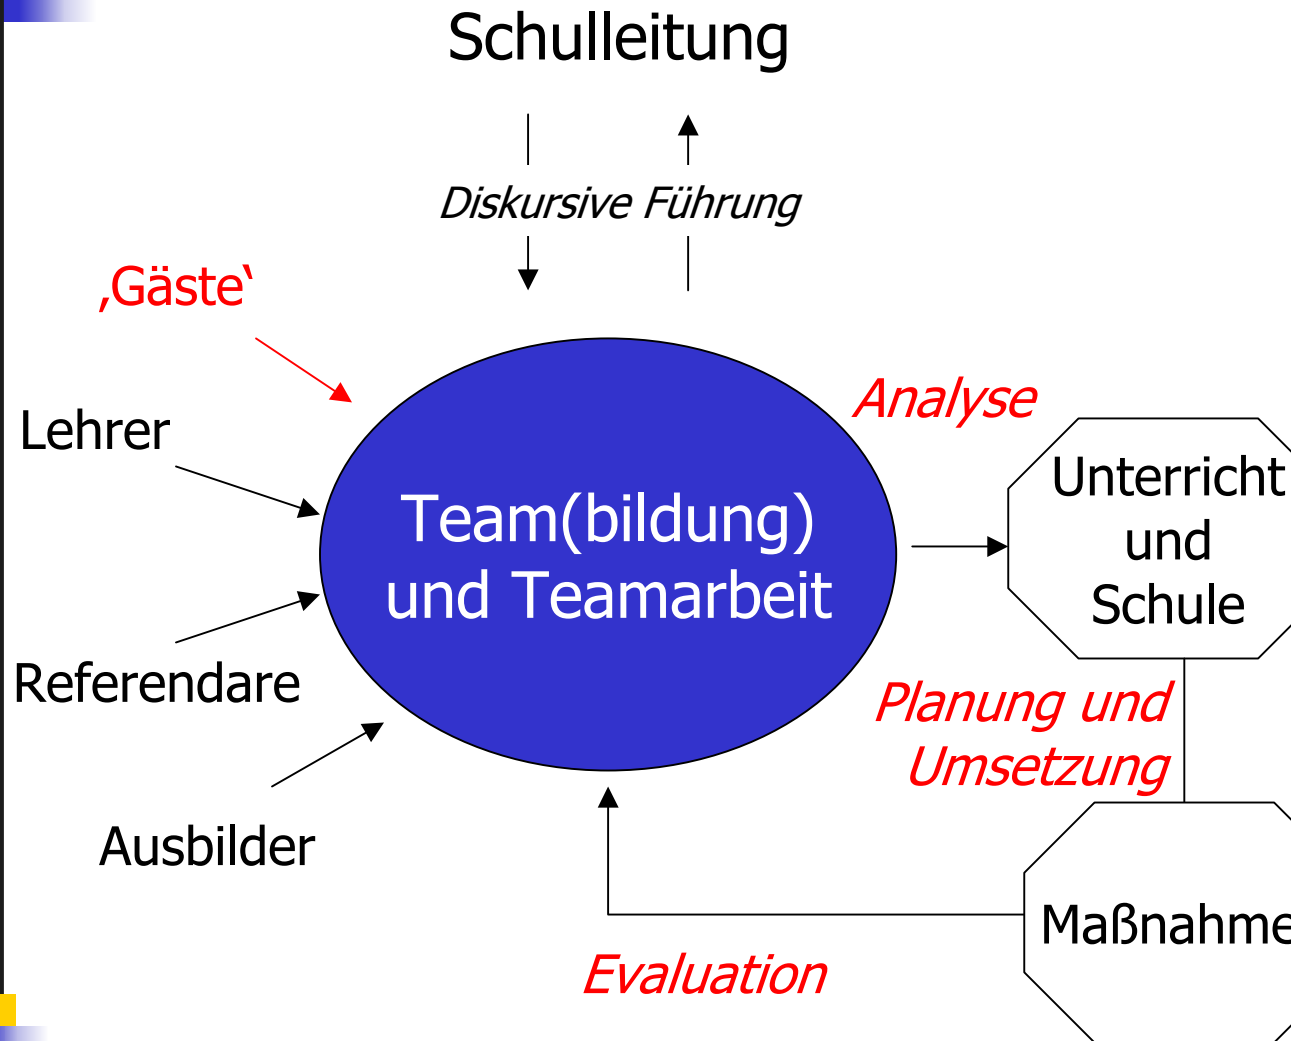 Schulleitung
Diskursive Führung
‚Gäste‘
Analyse
Lehrer
Unterricht
und
Schule
Team(bildung)
und Teamarbeit
Referendare
Planung und
Umsetzung
Ausbilder
Maßnahme
Evaluation